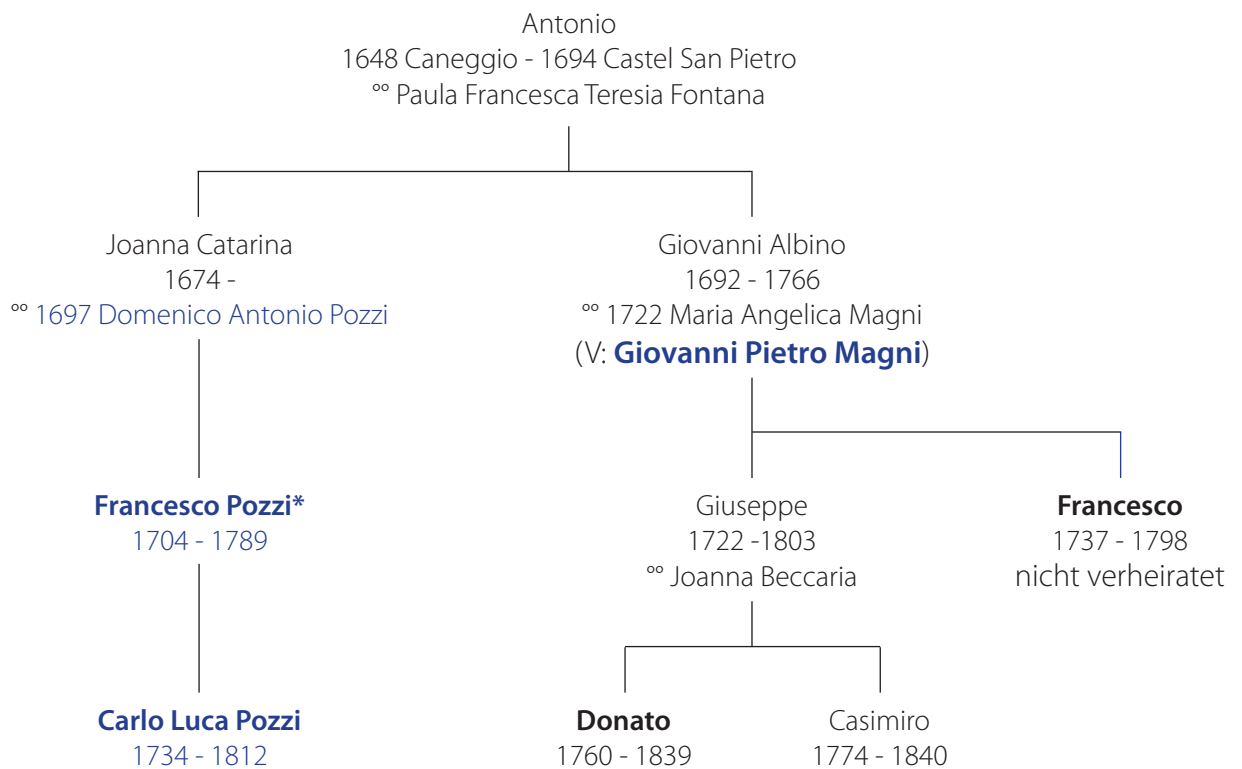 Antonio
1648 Caneggio - 1694 Castel San Pietro
°° Paula Francesca Teresia Fontana
Joanna Catarina
1674 -
°° 1697 Domenico Antonio Pozzi
Giovanni Albino
1692 - 1766
°° 1722 Maria Angelica Magni
(V: Giovanni Pietro Magni)
Francesco Pozzi*
1704 - 1789
Giuseppe
1722 -1803
°° Joanna Beccaria
Francesco
1737 - 1798
nicht verheiratet
Carlo Luca Pozzi
1734 - 1812
Donato
1760 - 1839
Casimiro
1774 - 1840